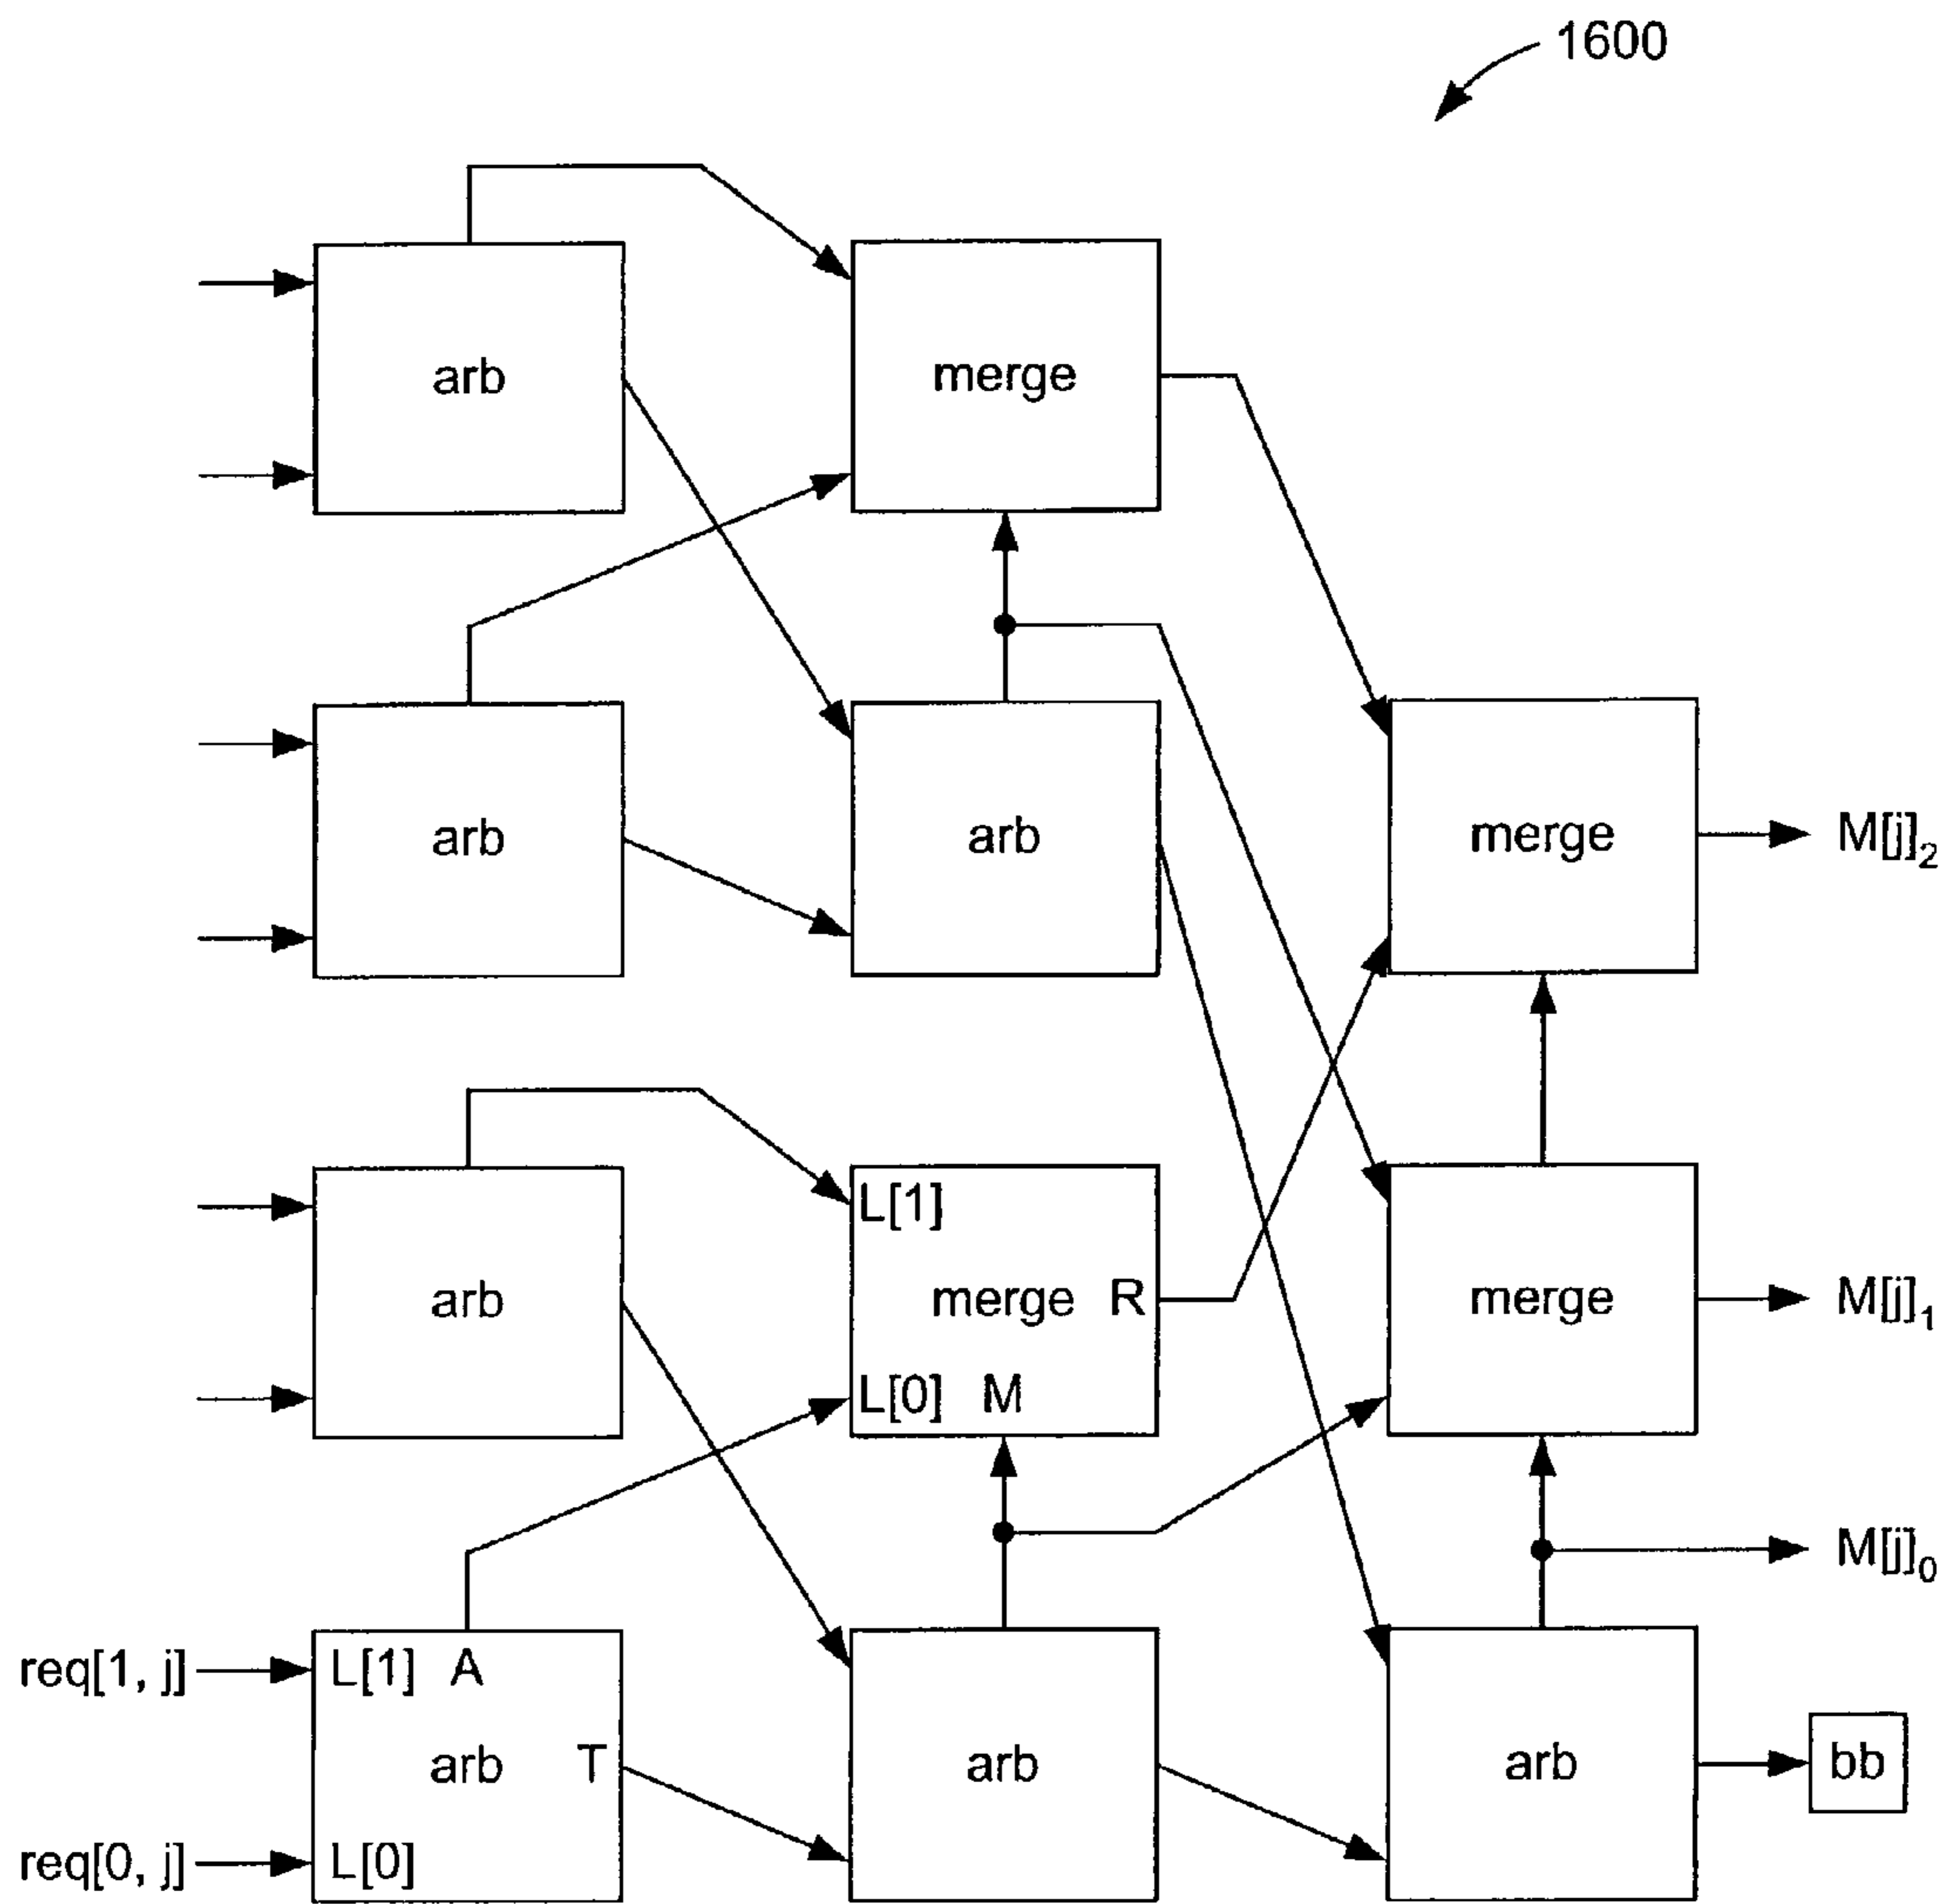 1600
arb
merge
arb
arb
merge
M[j]2
arb
L[1]
merge R
L[0] M
merge
M[j]1
M[j]0
req[1, j]
L[1] A
arb T
req[0, j]
L[0]
arb
arb
bb